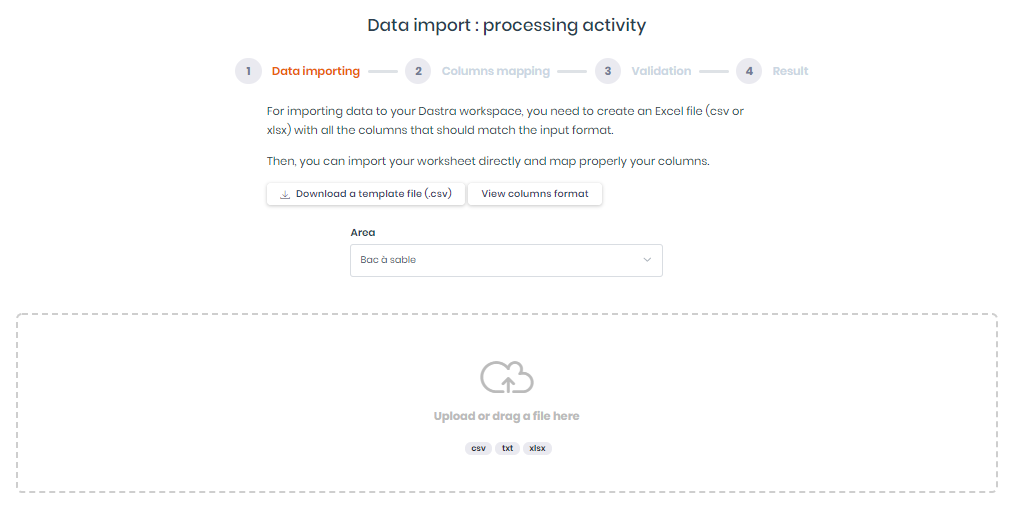 Data import : processing activity
1 Data importing 2 Columns mapping 3 Validation 4 Result
For importing data to your Dastra workspace, you need to create an Excel file (csv or
xlsx) with all the columns that should match the input format.
Then, you can import your worksheet directly and map properly your columns.
Download a template file (.csv) View columns format
Area
Bac à sable
Upload or drag a file here
csv txt xlsx